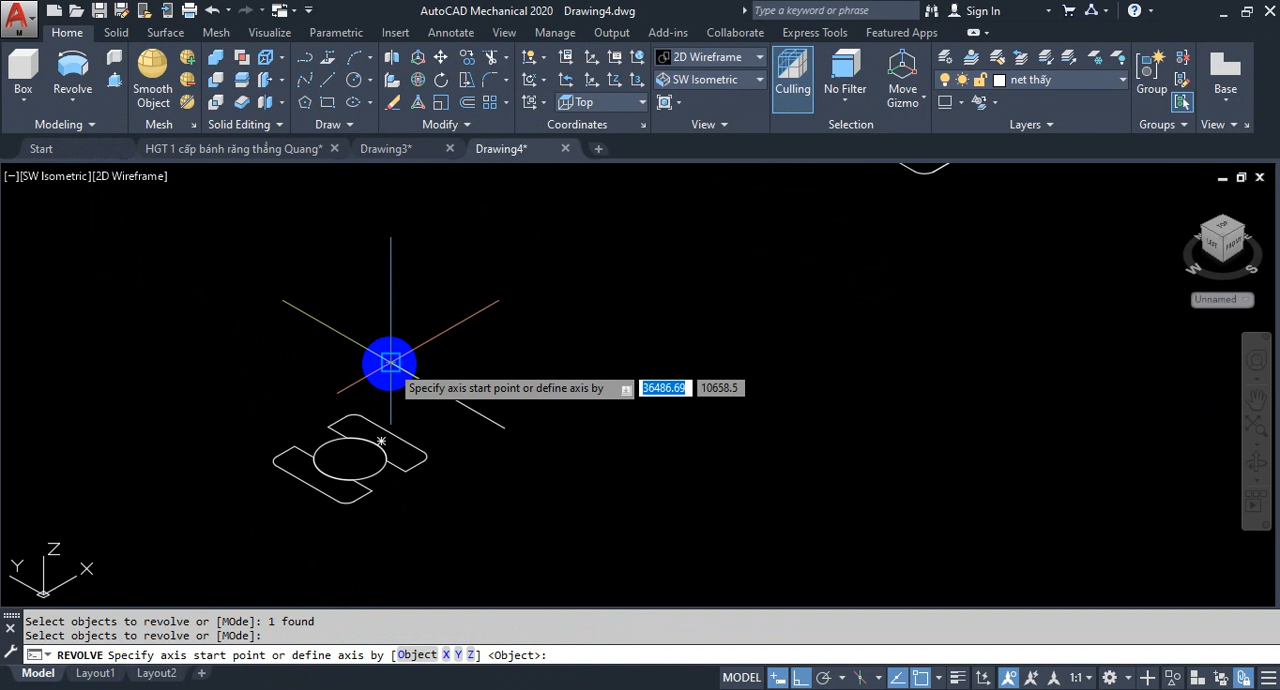 AutoCAD Mechanical 2020 Drawing4.dwg
Type a keyword or phrase
Sign In
Home Solid Surface Mesh Visualize Parametric Insert Annotate View Manage Output Add-ins Collaborate Express Tools Featured Apps
Box
Revolve
Smooth
Object
2D Wireframe
SW Isometric
Top
Culling
No Filter
Move
Gizmo
net thấy
Group
Base
Modeling
Mesh
Solid Editing
Draw
Modify
Coordinates
View
Selection
Layers
Groups
View
Start
HGT 1 cấp bánh răng thẳng Quang*
Drawing3*
Drawing4*
[−][SW Isometric][2D Wireframe]
TOP
LEFT
FRONT
W
S
Unnamed
Specify axis start point or define axis by 36486.69 10658.5
Z
Y
X
Select objects to revolve or [MOde]: 1 found
Select objects to revolve or [MOde]:
REVOLVE Specify axis start point or define axis by [Object X Y Z] <Object>:
Model Layout1 Layout2
MODEL
1:1